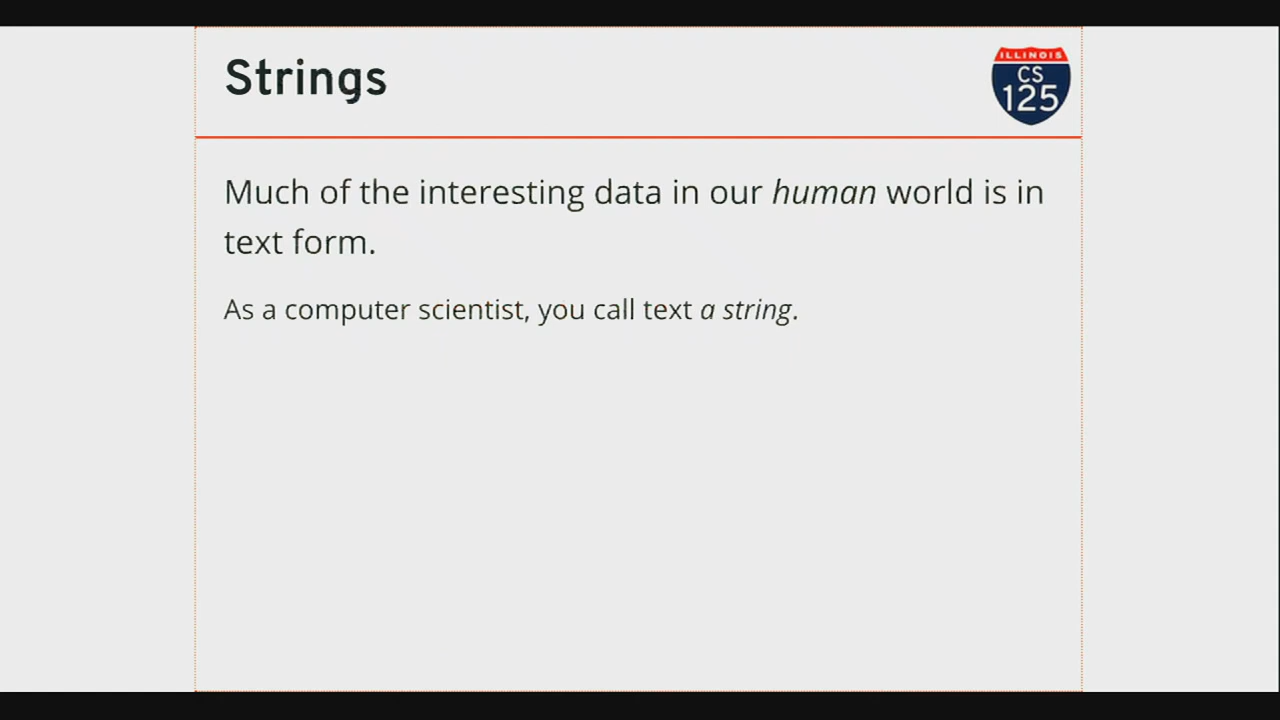 Strings
ILLINOIS
CS
125
Much of the interesting data in our human world is in
text form.
As a computer scientist, you call text a string.